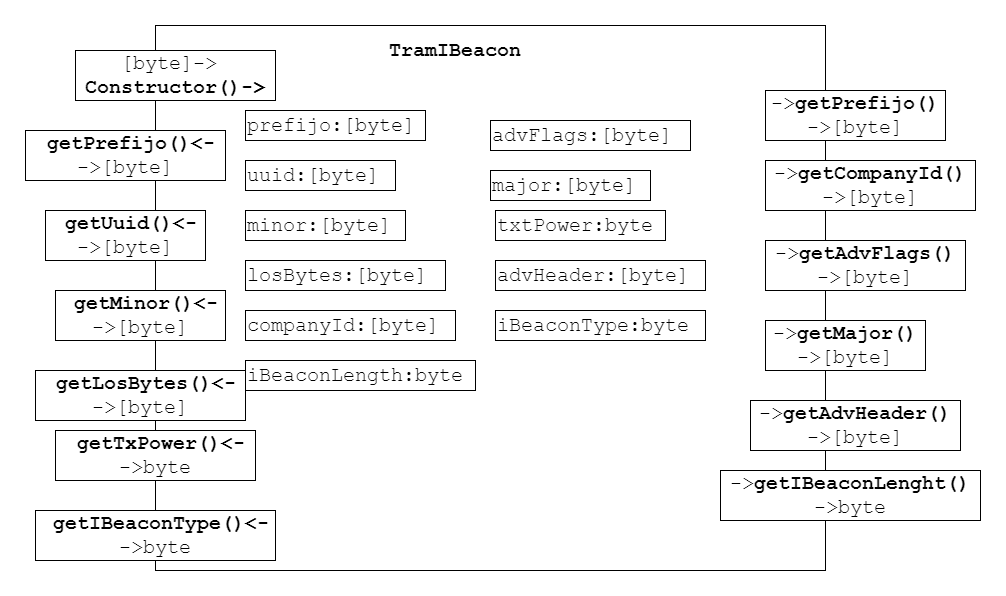 TramIBeacon
[byte]->
Constructor()->
getPrefijo()<-
->[byte]
getUuid()<-
->[byte]
getMinor()<-
->[byte]
getLosBytes()<-
->[byte]
getTxPower()<-
->byte
getIBeaconType()<-
->byte
prefijo:[byte]
uuid:[byte]
minor:[byte]
losBytes:[byte]
companyId:[byte]
iBeaconLength:byte
advFlags:[byte]
major:[byte]
txtPower:byte
advHeader:[byte]
iBeaconType:byte
->getPrefijo()
->[byte]
->getCompanyId()
->[byte]
->getAdvFlags()
->[byte]
->getMajor()
->[byte]
->getAdvHeader()
->[byte]
->getIBeaconLenght()
->byte